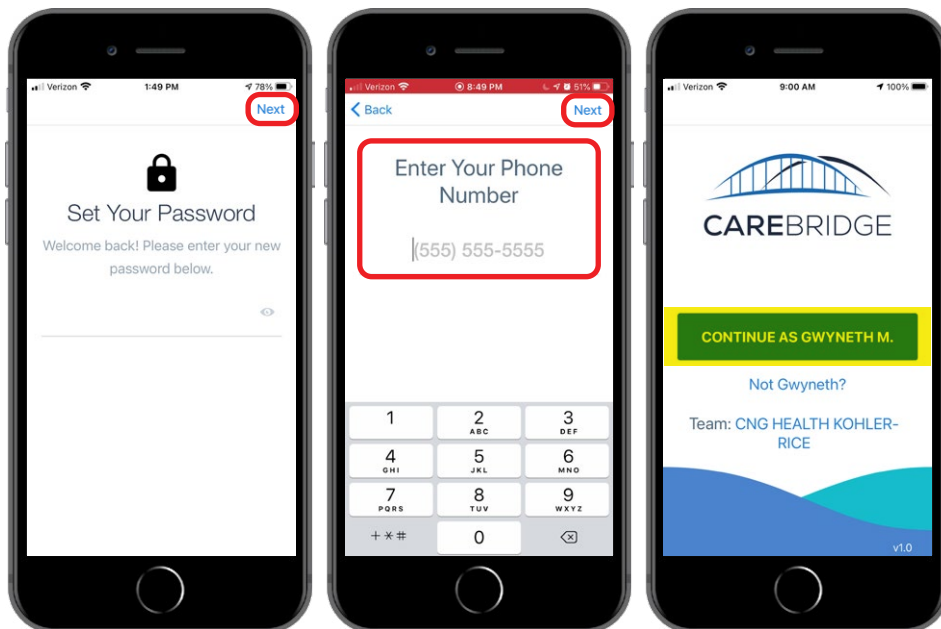 Verizon 1:49 PM 78%
Next
Set Your Password
Welcome back! Please enter your new
password below.
Verizon 8:49 PM 51%
Back Next
Enter Your Phone
Number
(555) 555-5555
1 2 ABC 3 DEF
4 GHI 5 JKL 6 MNO
7 PQRS 8 TUV 9 WXYZ
+*# 0
Verizon 9:00 AM 100%
CAREBRIDGE
CONTINUE AS GWYNETH M.
Not Gwyneth?
Team: CNG HEALTH KOHLER-
RICE
v1.0